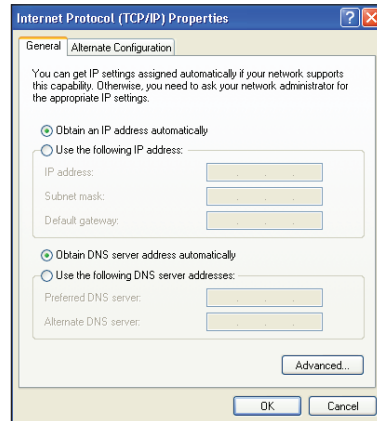 Internet Protocol (TCP/IP) Properties
General
Alternate Configuration
You can get IP settings assigned automatically if your network supports
this capability. Otherwise, you need to ask your network administrator for
the appropriate IP settings.
Obtain an IP address automatically
Use the following IP address:
IP address:
Subnet mask:
Default gateway:
Obtain DNS server address automatically
Use the following DNS server addresses:
Preferred DNS server:
Alternate DNS server:
Advanced...
OK
Cancel